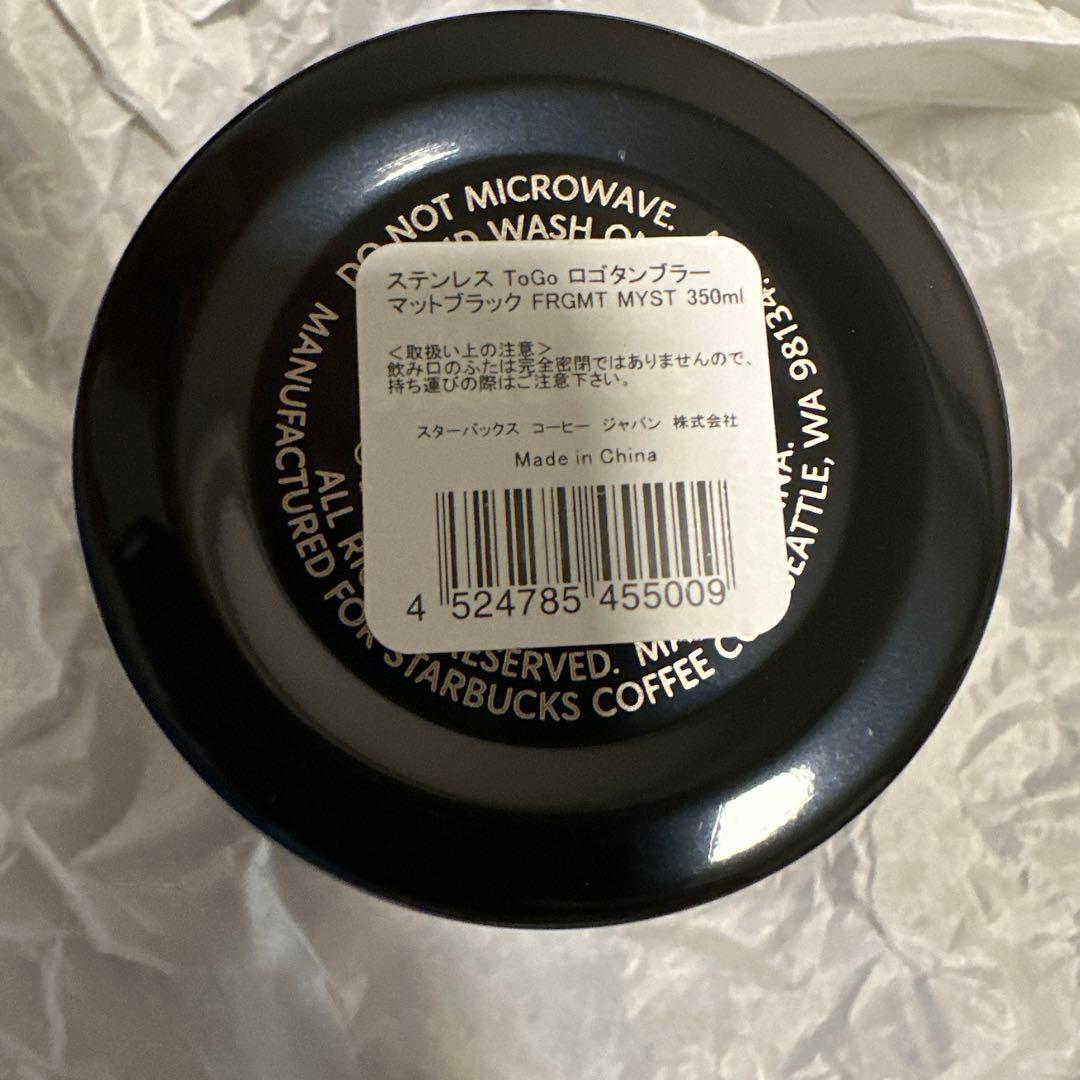 DO NOT MICROWAVE.
WASH
ステンレス ToGo ロゴタンブラー
マットブラック FRGMT MYST 350ml
＜取扱い上の注意＞
飲み口のふたは完全密閉ではありませんので、
持ち運びの際はご注意下さい。
スターバックス コーヒー ジャパン 株式会社
Made in China
4 524785 455009
ALL RESERVED.
MANUFACTURED FOR STARBUCKS COFFEE SEATTLE, WA 98134.